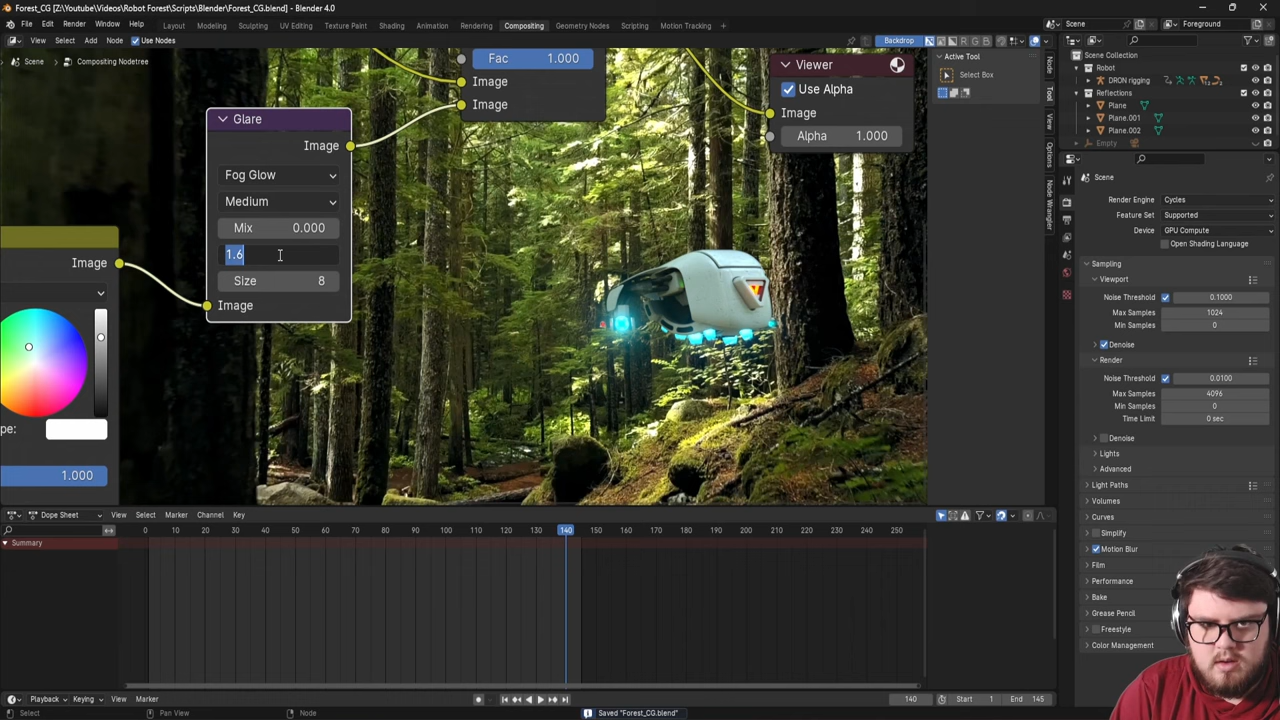 Forest_CG [Z:\Youtube\Videos\Robot Forest\Scripts\Blender\Forest_CG.blend] - Blender 4.0
File Edit Render Window Help Layout Modeling Sculpting UV Editing Texture Paint Shading Animation Rendering Compositing Geometry Nodes Scripting Motion Tracking Scene Foreground
View Select Add Node Use Nodes Backdrop R G B
Scene Compositing Nodetree
Active Tool
Select Box
Node
Tool
View
Options
Node Wrangler
Scene Collection
Robot
DRON rigging
Reflections
Plane
Plane.001
Plane.002
Empty
Fac 1.000
Image
Image
Viewer
Use Alpha
Image
Alpha 1.000
Glare
Image
Fog Glow
Medium
Mix 0.000
1.6
Size 8
Image
Image
pe:
1.000
Scene
Render Engine Cycles
Feature Set Supported
Device GPU Compute
Open Shading Language
Sampling
Viewport
Noise Threshold 0.1000
Max Samples 1024
Min Samples 0
Denoise
Render
Noise Threshold 0.0100
Max Samples 4096
Min Samples 0
Time Limit 0 sec
Denoise
Lights
Advanced
Light Paths
Volumes
Curves
Simplify
Motion Blur
Film
Performance
Bake
Grease Pencil
Freestyle
Color Management
Dope Sheet View Select Marker Channel Key
0 10 20 30 40 50 60 70 80 90 100 110 120 130 140 150 160 170 180 190 200 210 220 230 240 250
Summary
Playback Keying View Marker 140 Start 1 End 145
Select Pan View Node Saved "Forest_CG.blend"